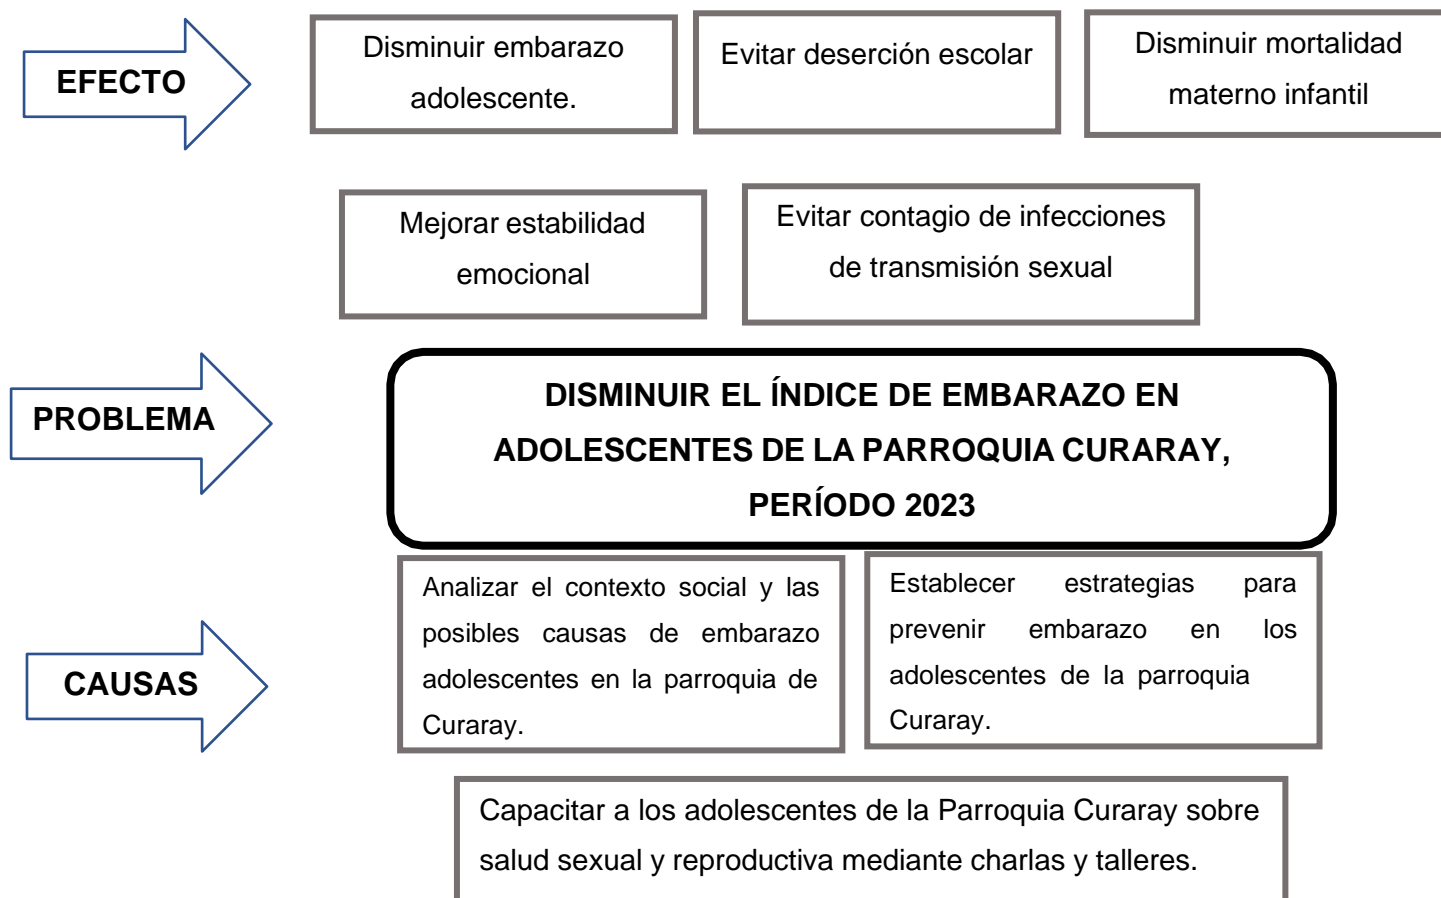 EFECTO
Disminuir embarazo
adolescente.
Evitar deserción escolar
Disminuir mortalidad
materno infantil
Mejorar estabilidad
emocional
Evitar contagio de infecciones
de transmisión sexual
PROBLEMA
DISMINUIR EL ÍNDICE DE EMBARAZO EN
ADOLESCENTES DE LA PARROQUIA CURARAY,
PERÍODO 2023
CAUSAS
Analizar el contexto social y las
posibles causas de embarazo
adolescentes en la parroquia de
Curaray.
Establecer estrategias para
prevenir embarazo en los
adolescentes de la parroquia
Curaray.
Capacitar a los adolescentes de la Parroquia Curaray sobre
salud sexual y reproductiva mediante charlas y talleres.